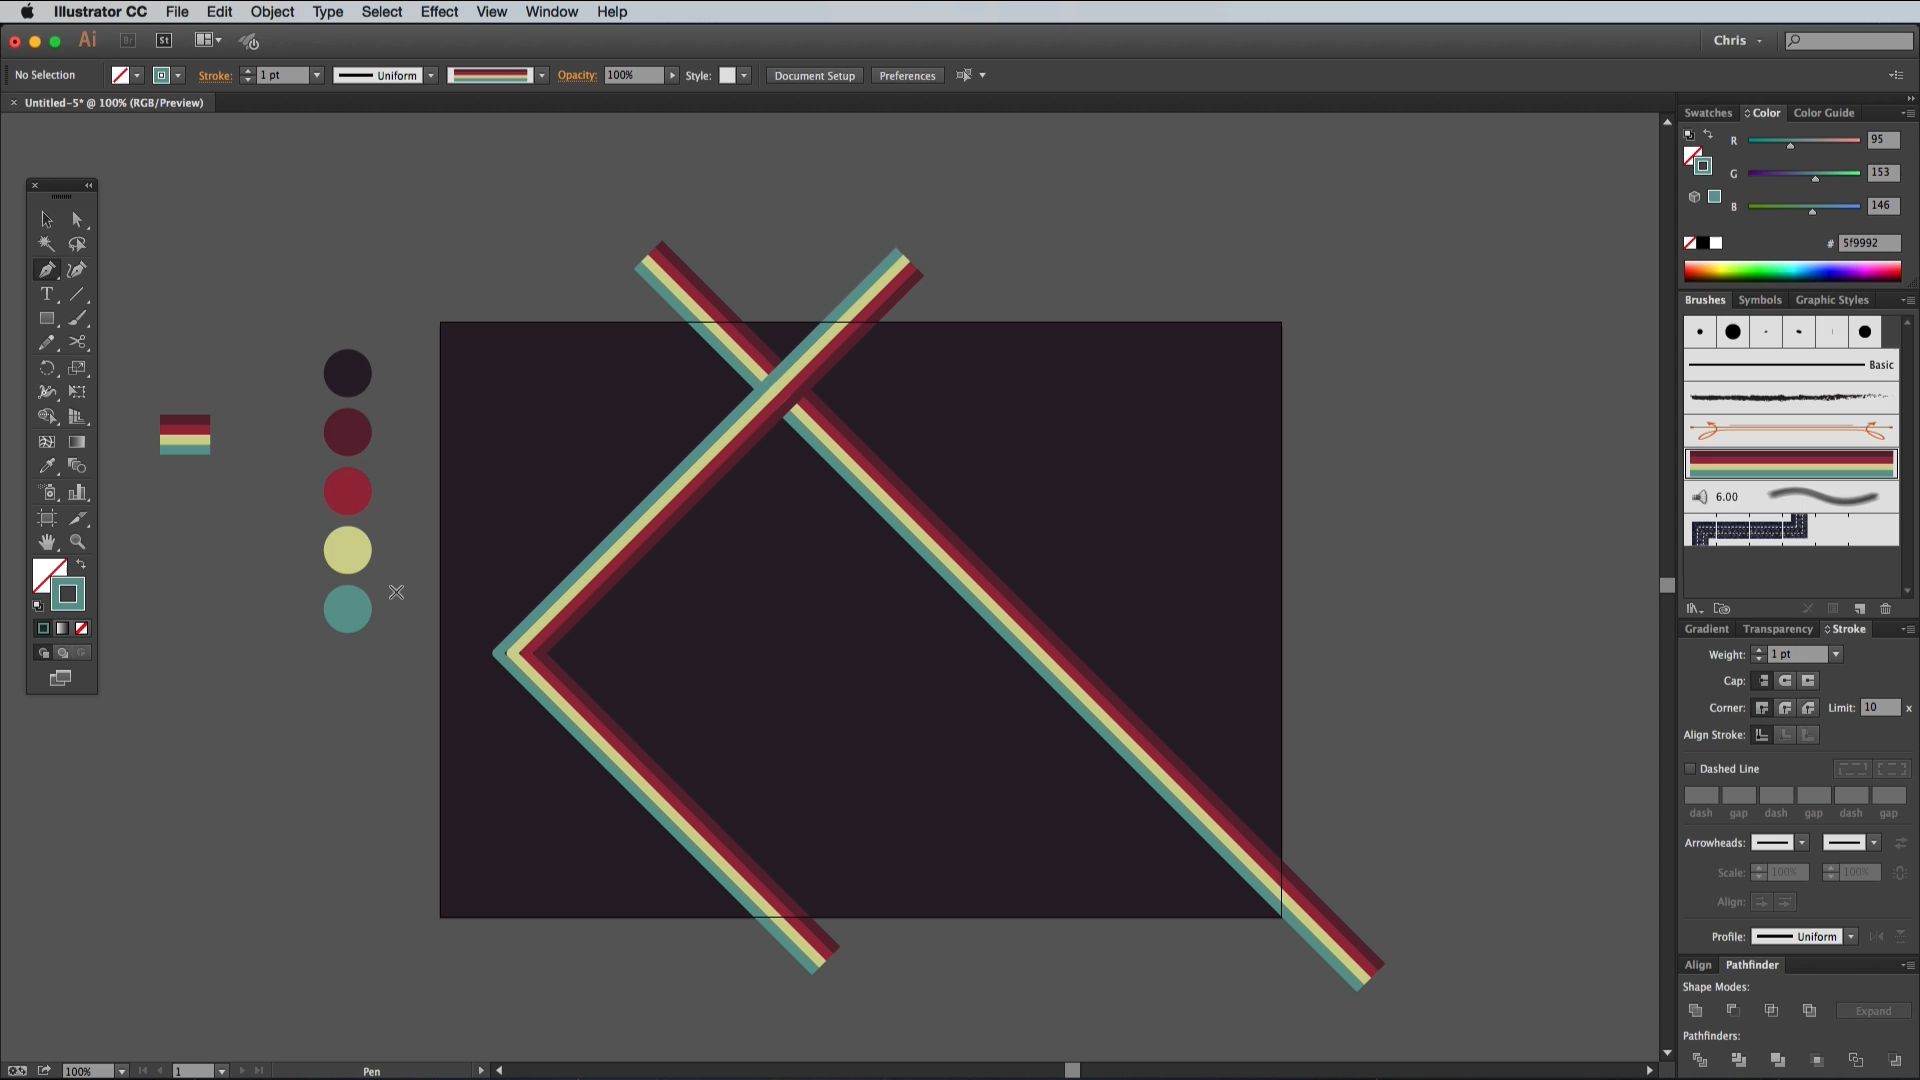 Illustrator CC File Edit Object Type Select Effect View Window Help
Ai Br St Chris
No Selection Stroke: 1 pt Uniform Opacity: 100% Style: Document Setup Preferences
Untitled-5* @ 100% (RGB/Preview)
Swatches Color Color Guide
R 95
G 153
B 146
# 5f9992
Brushes Symbols Graphic Styles
Basic
6.00
Gradient Transparency Stroke
Weight: 1 pt
Cap:
Corner: Limit: 10 x
Align Stroke:
Dashed Line
dash gap dash gap dash gap
Arrowheads:
Scale: 100% 100%
Align:
Profile: Uniform
Align Pathfinder
Shape Modes:
Expand
Pathfinders:
100% 1 Pen